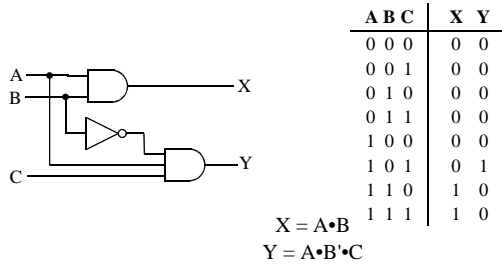 A
B
C
X
Y
A B C X Y
0 0 0 0 0
0 0 1 0 0
0 1 0 0 0
0 1 1 0 0
1 0 0 0 0
1 0 1 0 1
1 1 0 1 0
1 1 1 1 0
X = A•B
Y = A•B'•C